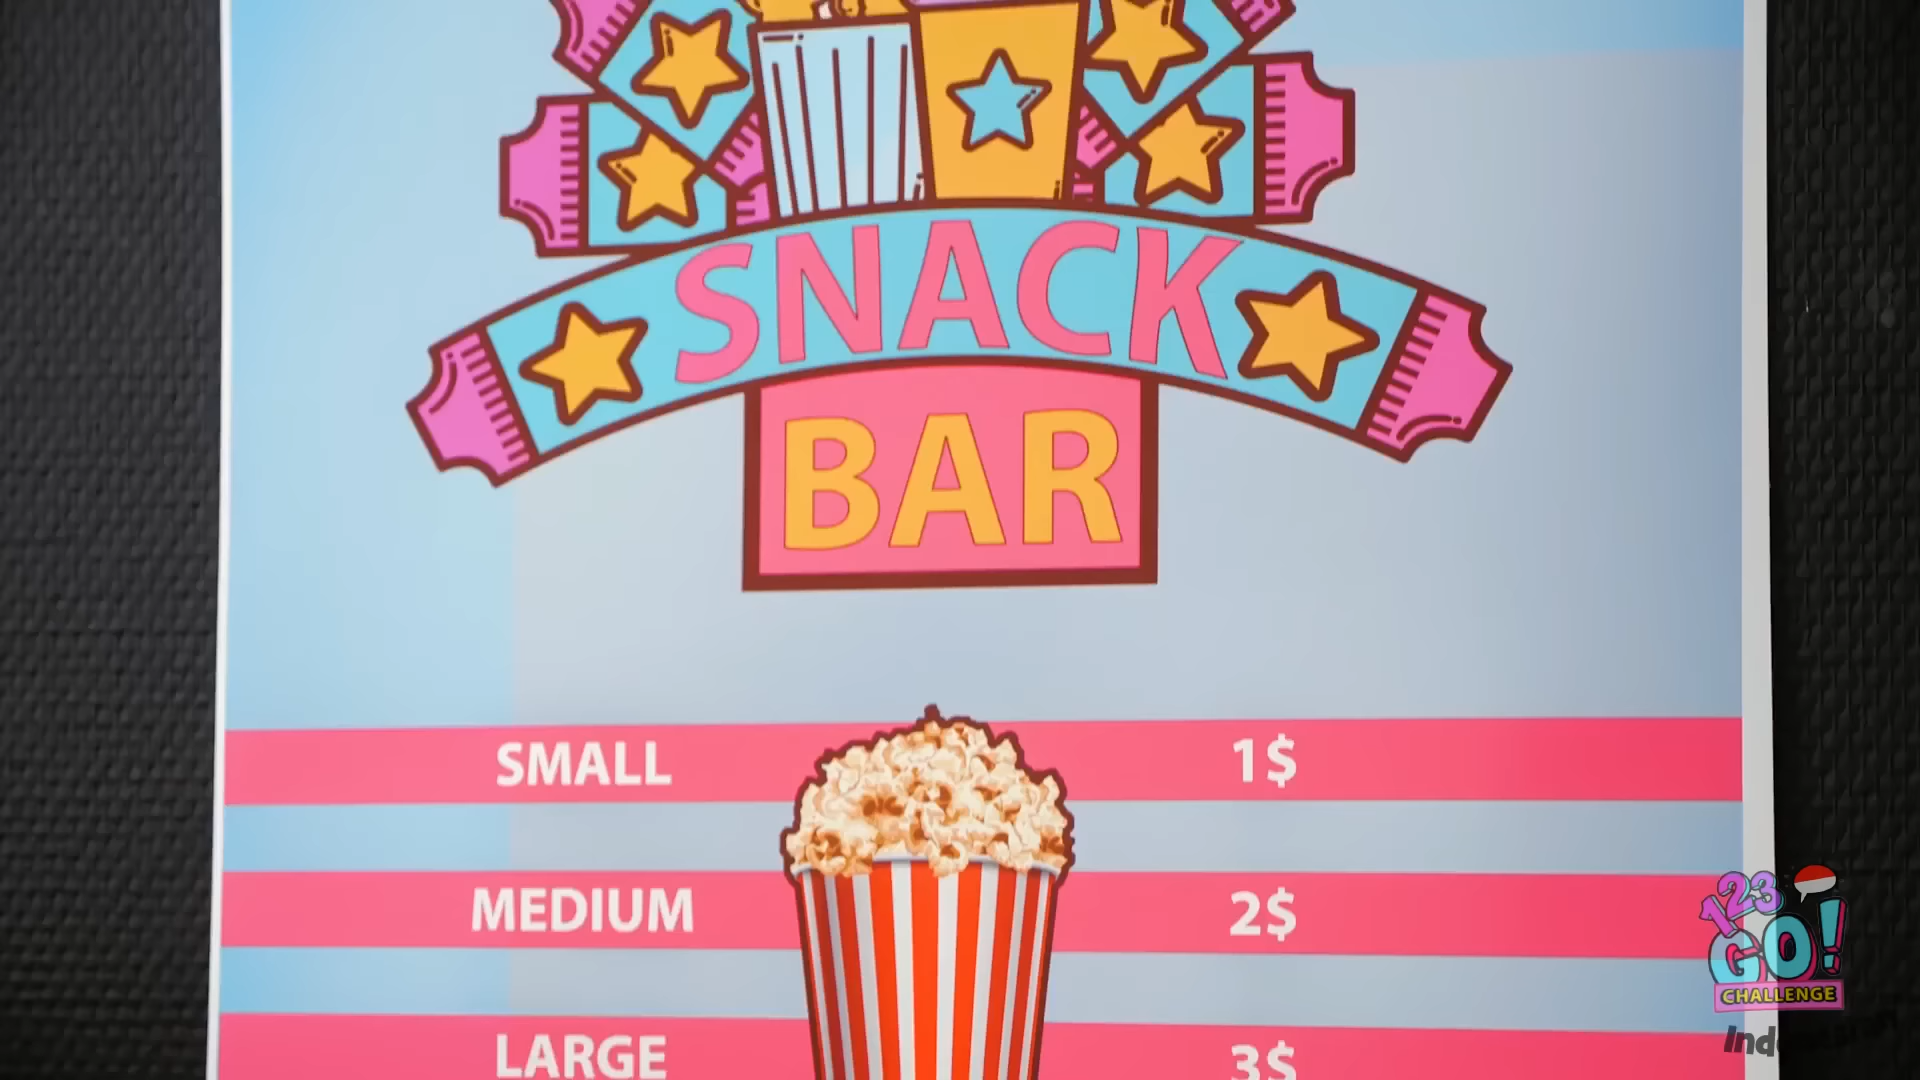 SNACK
BAR
SMALL 1$
MEDIUM 2$
LARGE 3$
123
GO!
CHALLENGE